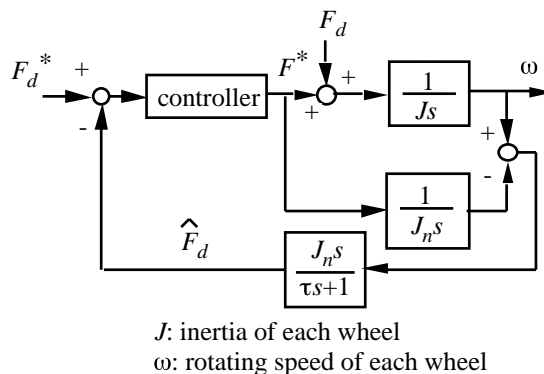 F_d
F_d* + F* + 1/Js ω
controller
- + +
-
1/J_n s
F̂_d
J_n s/τs+1
J: inertia of each wheel
ω: rotating speed of each wheel